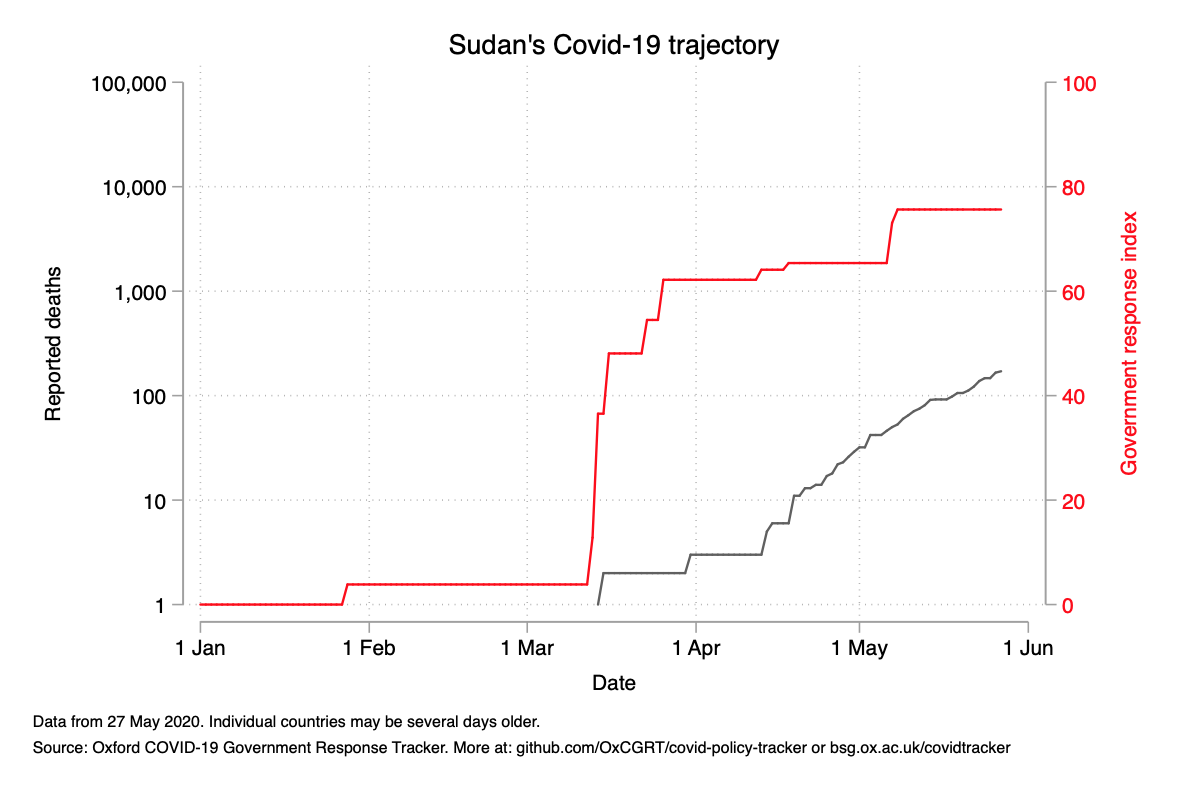 Sudan's Covid-19 trajectory
100,000
10,000
1,000
100
10
1
Reported deaths
100
80
60
40
20
0
Government response index
1 Jan
1 Feb
1 Mar
1 Apr
1 May
1 Jun
Date
Data from 27 May 2020. Individual countries may be several days older.
Source: Oxford COVID-19 Government Response Tracker. More at: github.com/OxCGRT/covid-policy-tracker or bsg.ox.ac.uk/covidtracker